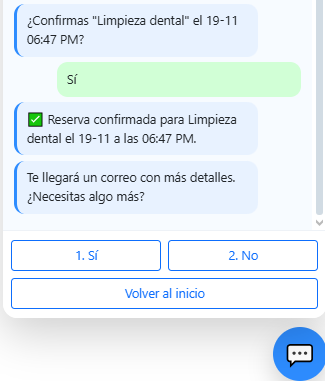 ¿Confirmas "Limpieza dental" el 19-11
06:47 PM?
Sí
✅ Reserva confirmada para Limpieza
dental el 19-11 a las 06:47 PM.
Te llegará un correo con más detalles.
¿Necesitas algo más?
1. Sí
2. No
Volver al inicio